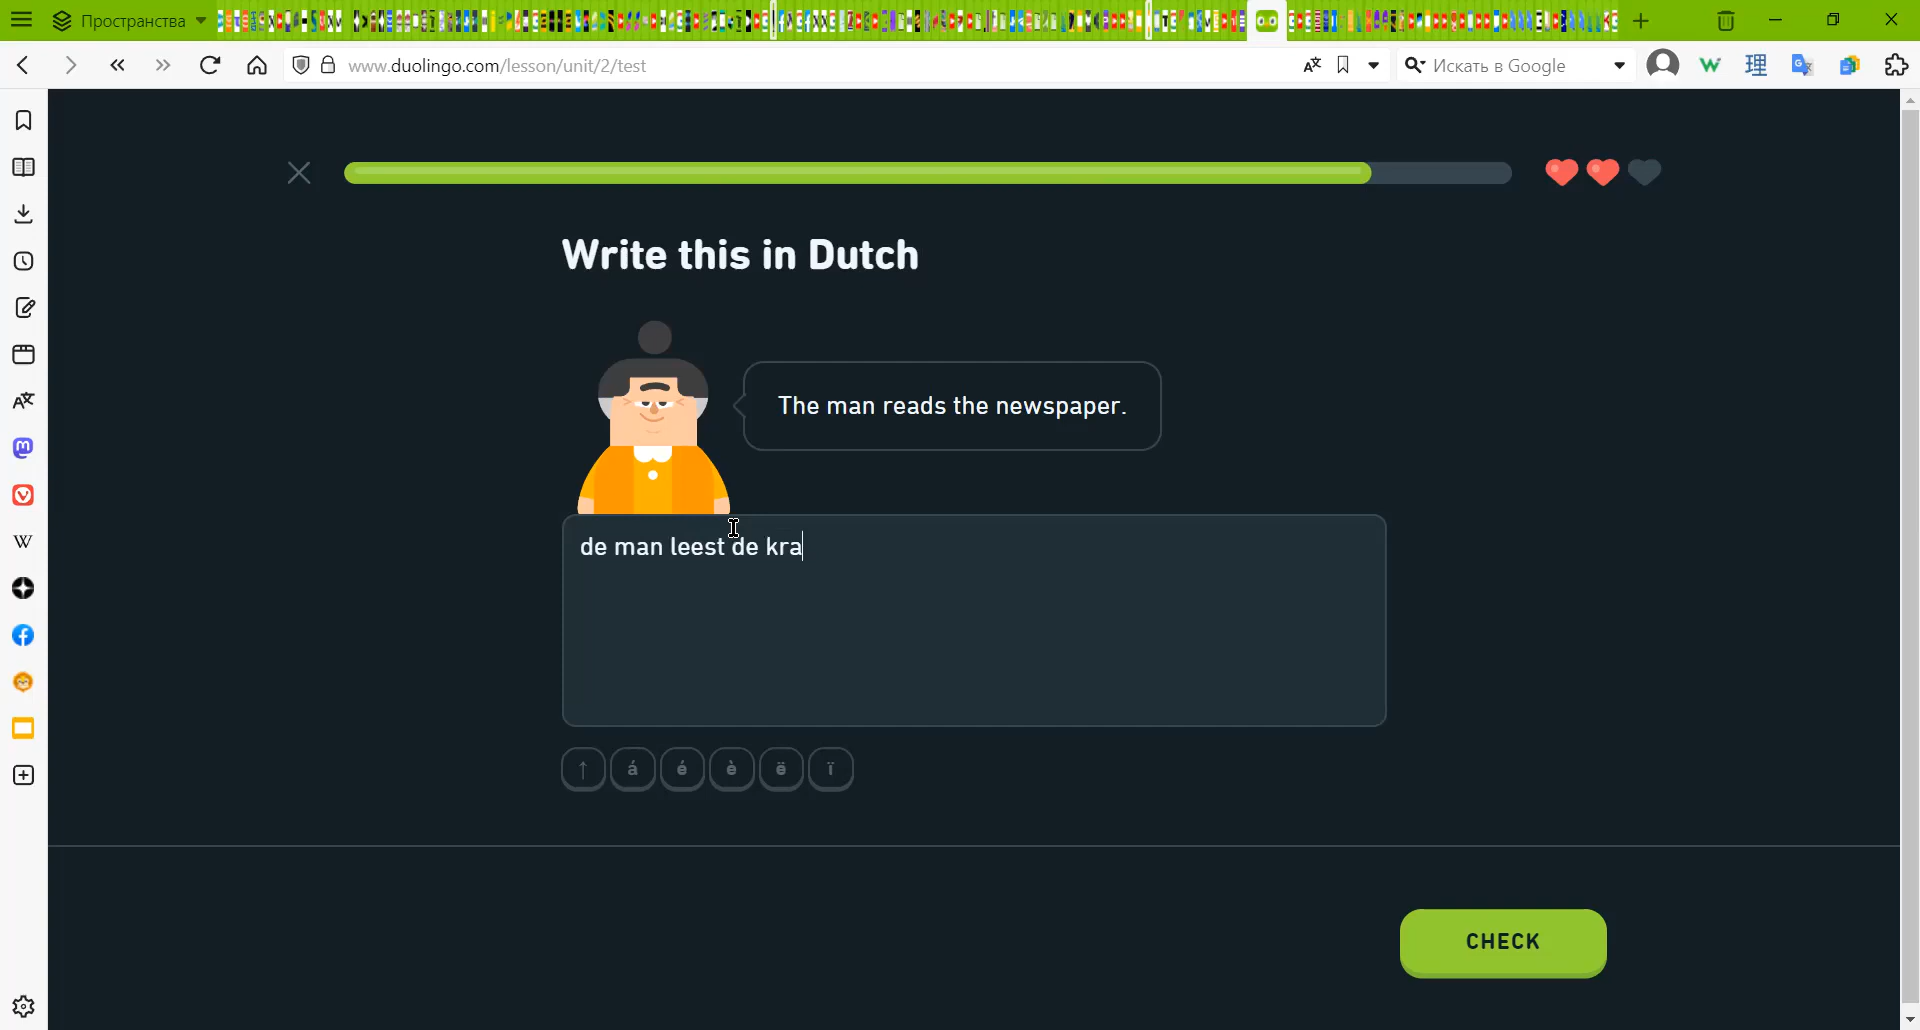 Пространства
www.duolingo.com/lesson/unit/2/test
Искать в Google
Write this in Dutch
The man reads the newspaper.
de man leest de kra
↑ á é è ë ï
CHECK